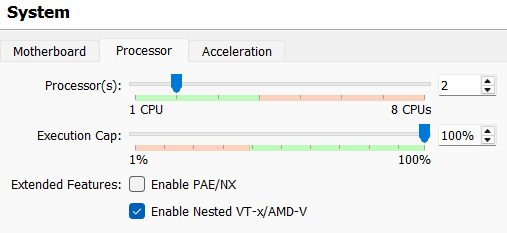 System
Motherboard Processor Acceleration
Processor(s): 2
1 CPU 8 CPUs
Execution Cap: 100%
1% 100%
Extended Features: Enable PAE/NX
Enable Nested VT-x/AMD-V